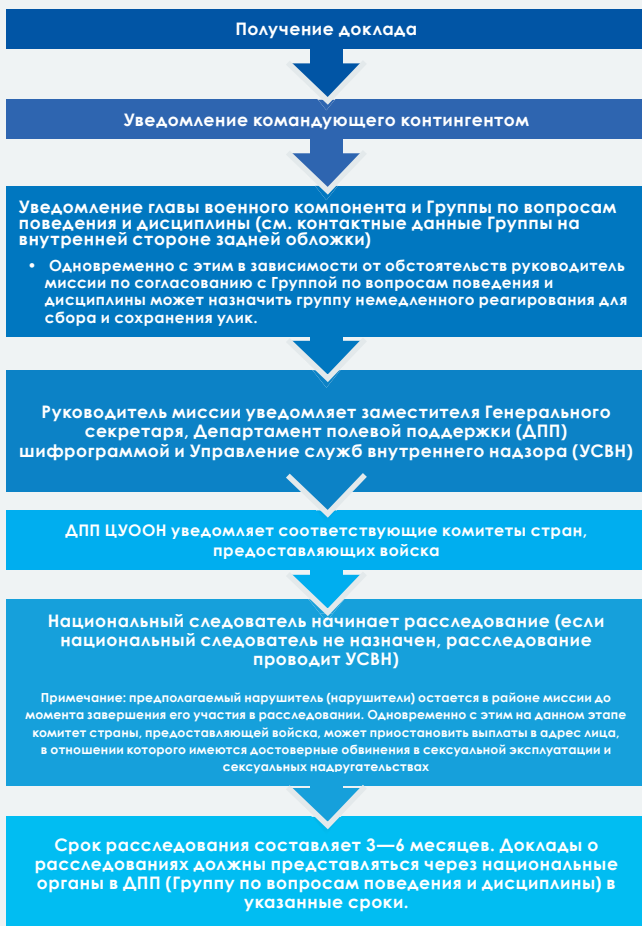 Получение доклада
Уведомление командующего контингентом
Уведомление главы военного компонента и Группы по вопросам
поведения и дисциплины (см. контактные данные Группы на
внутренней стороне задней обложки)
• Одновременно с этим в зависимости от обстоятельств руководитель
миссии по согласованию с Группой по вопросам поведения и
дисциплины может назначить группу немедленного реагирования для
сбора и сохранения улик.
Руководитель миссии уведомляет заместителя Генерального
секретаря, Департамент полевой поддержки (ДПП)
шифрограммой и Управление служб внутреннего надзора (УСВН)
ДПП ЦУООН уведомляет соответствующие комитеты стран,
предоставляющих войска
Национальный следователь начинает расследование (если
национальный следователь не назначен, расследование
проводит УСВН)
Примечание: предполагаемый нарушитель (нарушители) остается в районе миссии до
момента завершения его участия в расследовании. Одновременно с этим на данном этапе
комитет страны, предоставляющей войска, может приостановить выплаты в адрес лица,
в отношении которого имеются достоверные обвинения в сексуальной эксплуатации и
сексуальных надругательствах
Срок расследования составляет 3—6 месяцев. Доклады о
расследованиях должны представляться через национальные
органы в ДПП (Группу по вопросам поведения и дисциплины) в
указанные сроки.